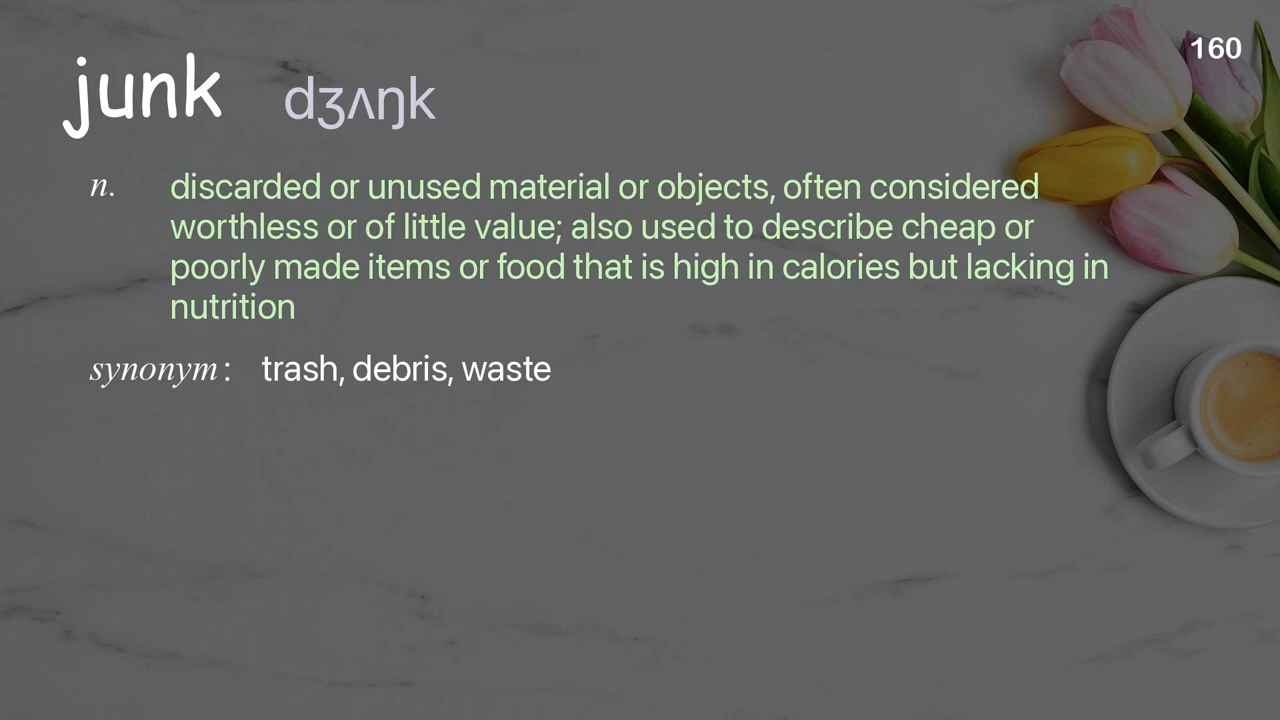 160
junk dʒʌŋk
n. discarded or unused material or objects, often considered
worthless or of little value; also used to describe cheap or
poorly made items or food that is high in calories but lacking in
nutrition
synonym: trash, debris, waste